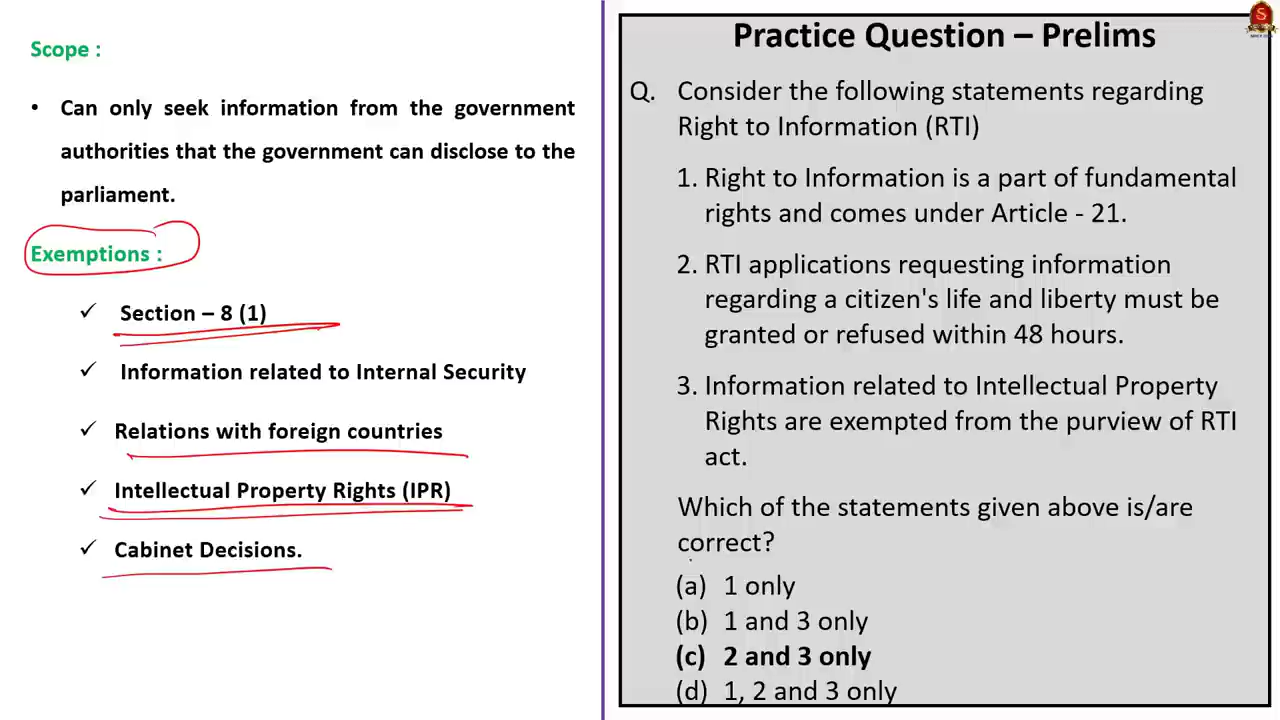 Scope :
• Can only seek information from the government
authorities that the government can disclose to the
parliament.
Exemptions :
✓ Section – 8 (1)
✓ Information related to Internal Security
✓ Relations with foreign countries
✓ Intellectual Property Rights (IPR)
✓ Cabinet Decisions.
Practice Question – Prelims
Q. Consider the following statements regarding
Right to Information (RTI)
1. Right to Information is a part of fundamental
rights and comes under Article - 21.
2. RTI applications requesting information
regarding a citizen's life and liberty must be
granted or refused within 48 hours.
3. Information related to Intellectual Property
Rights are exempted from the purview of RTI
act.
Which of the statements given above is/are
correct?
(a) 1 only
(b) 1 and 3 only
(c) 2 and 3 only
(d) 1, 2 and 3 only
S